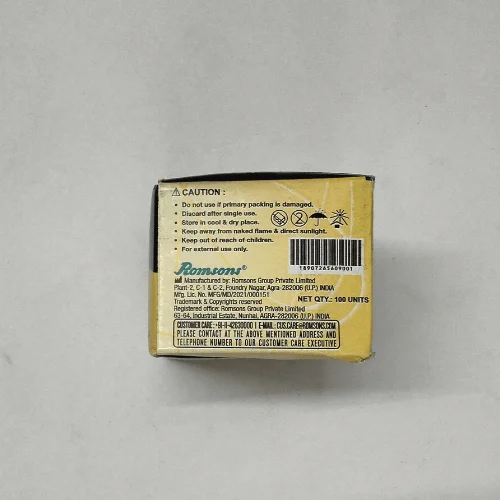 CAUTION :
• Do not use if primary packing is damaged.
• Discard after single use.
• Store in cool & dry place.
• Keep away from naked flame & direct sunlight.
• Keep out of reach of children.
• For external use only.
18907265609001
Romsons®
Manufactured by: Romsons Group Private Limited
Plant-2, C-1 & C-2, Foundry Nagar, Agra-282006 (U.P.) INDIA
Mfg. Lic. No. MFG/MD/2021/000151
NET QTY.: 100 UNITS
Trademark & Copyrights reserved
Registered office: Romsons Group Private Limited
63-64, Industrial Estate, Nunhai, AGRA-282006 (U.P.) INDIA
CUSTOMER CARE: +91-11-42830000 | E-MAIL: CUS.CARE@ROMSONS.COM
PLEASE CONTACT AT THE ABOVE MENTIONED ADDRESS AND
TELEPHONE NUMBER TO OUR CUSTOMER CARE EXECUTIVE